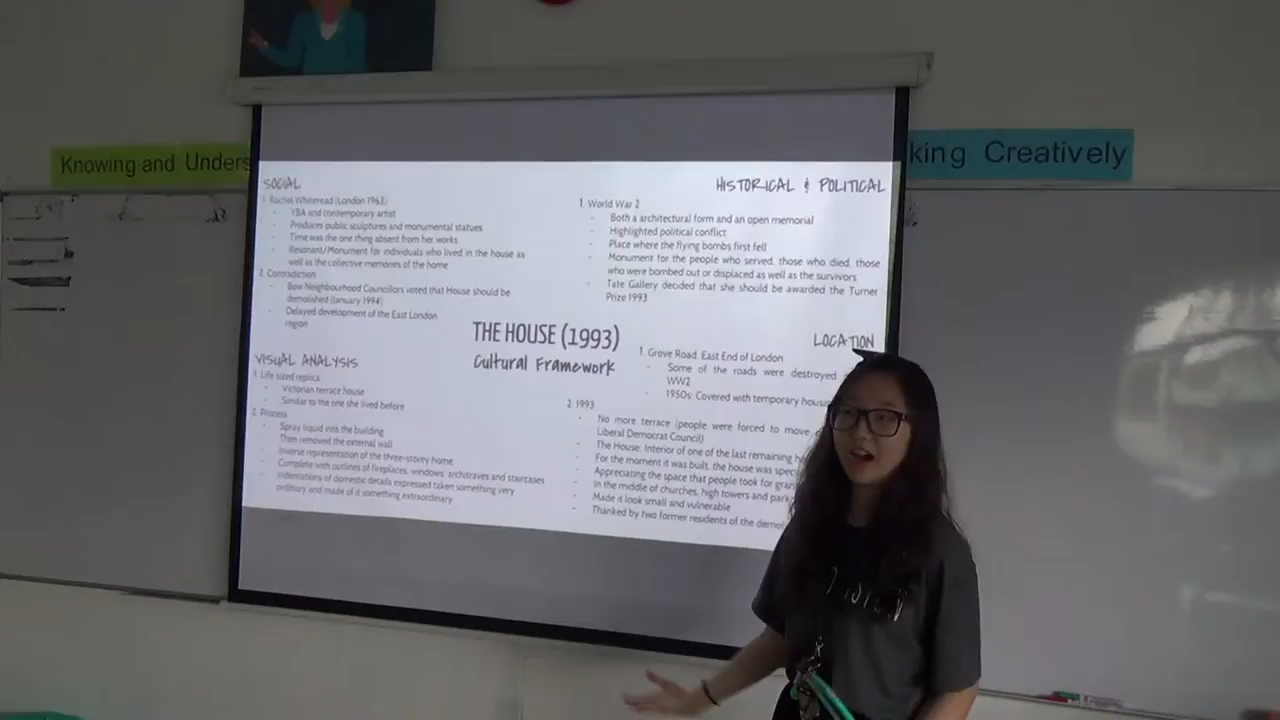 Knowing and Unders
king Creatively
SOCIAL
1. Rachel Whiteread (London 1963)
- YBA and contemporary artist
- Produces public sculptures and monumental statues
- Time was the one thing absent from her works
- Resonant/Monument for individuals who lived in the house as
well as the collective memories of the home
2. Contradiction
- Bow Neighbourhood Councillors voted that House should be
demolished (January 1994)
- Delayed development of the East London
region
HISTORICAL & POLITICAL
1. World War 2
- Both a architectural form and an open memorial
- Highlighted political conflict
- Place where the flying bombs first fell
- Monument for the people who served, those who died, those
who were bombed out or displaced as well as the survivors
- Tate Gallery decided that she should be awarded the Turner
Prize 1993
THE HOUSE (1993)
Cultural Framework
VISUAL ANALYSIS
1. Life sized replica
- Victorian terrace house
- Similar to the one she lived before
2. Process
- Spray liquid into the building
- Then removed the external wall
- Inverse representation of the three-storey home
- Complete with outlines of fireplaces, windows, architraves and staircases
- Indentations of domestic details expressed taken something very
ordinary and made of it something extraordinary
LOCATION
1. Grove Road, East End of London
- Some of the roads were destroyed
WW2
- 1950s: Covered with temporary housin
2. 1993
- No more terrace (people were forced to move
Liberal Democrat Council)
- The House: Interior of one of the last remaining
- For the moment it was built, the house was
- Appreciating the space that people took for
- In the middle of churches, high towers and
- Made it look small and vulnerable
- Thanked by two former residents of the